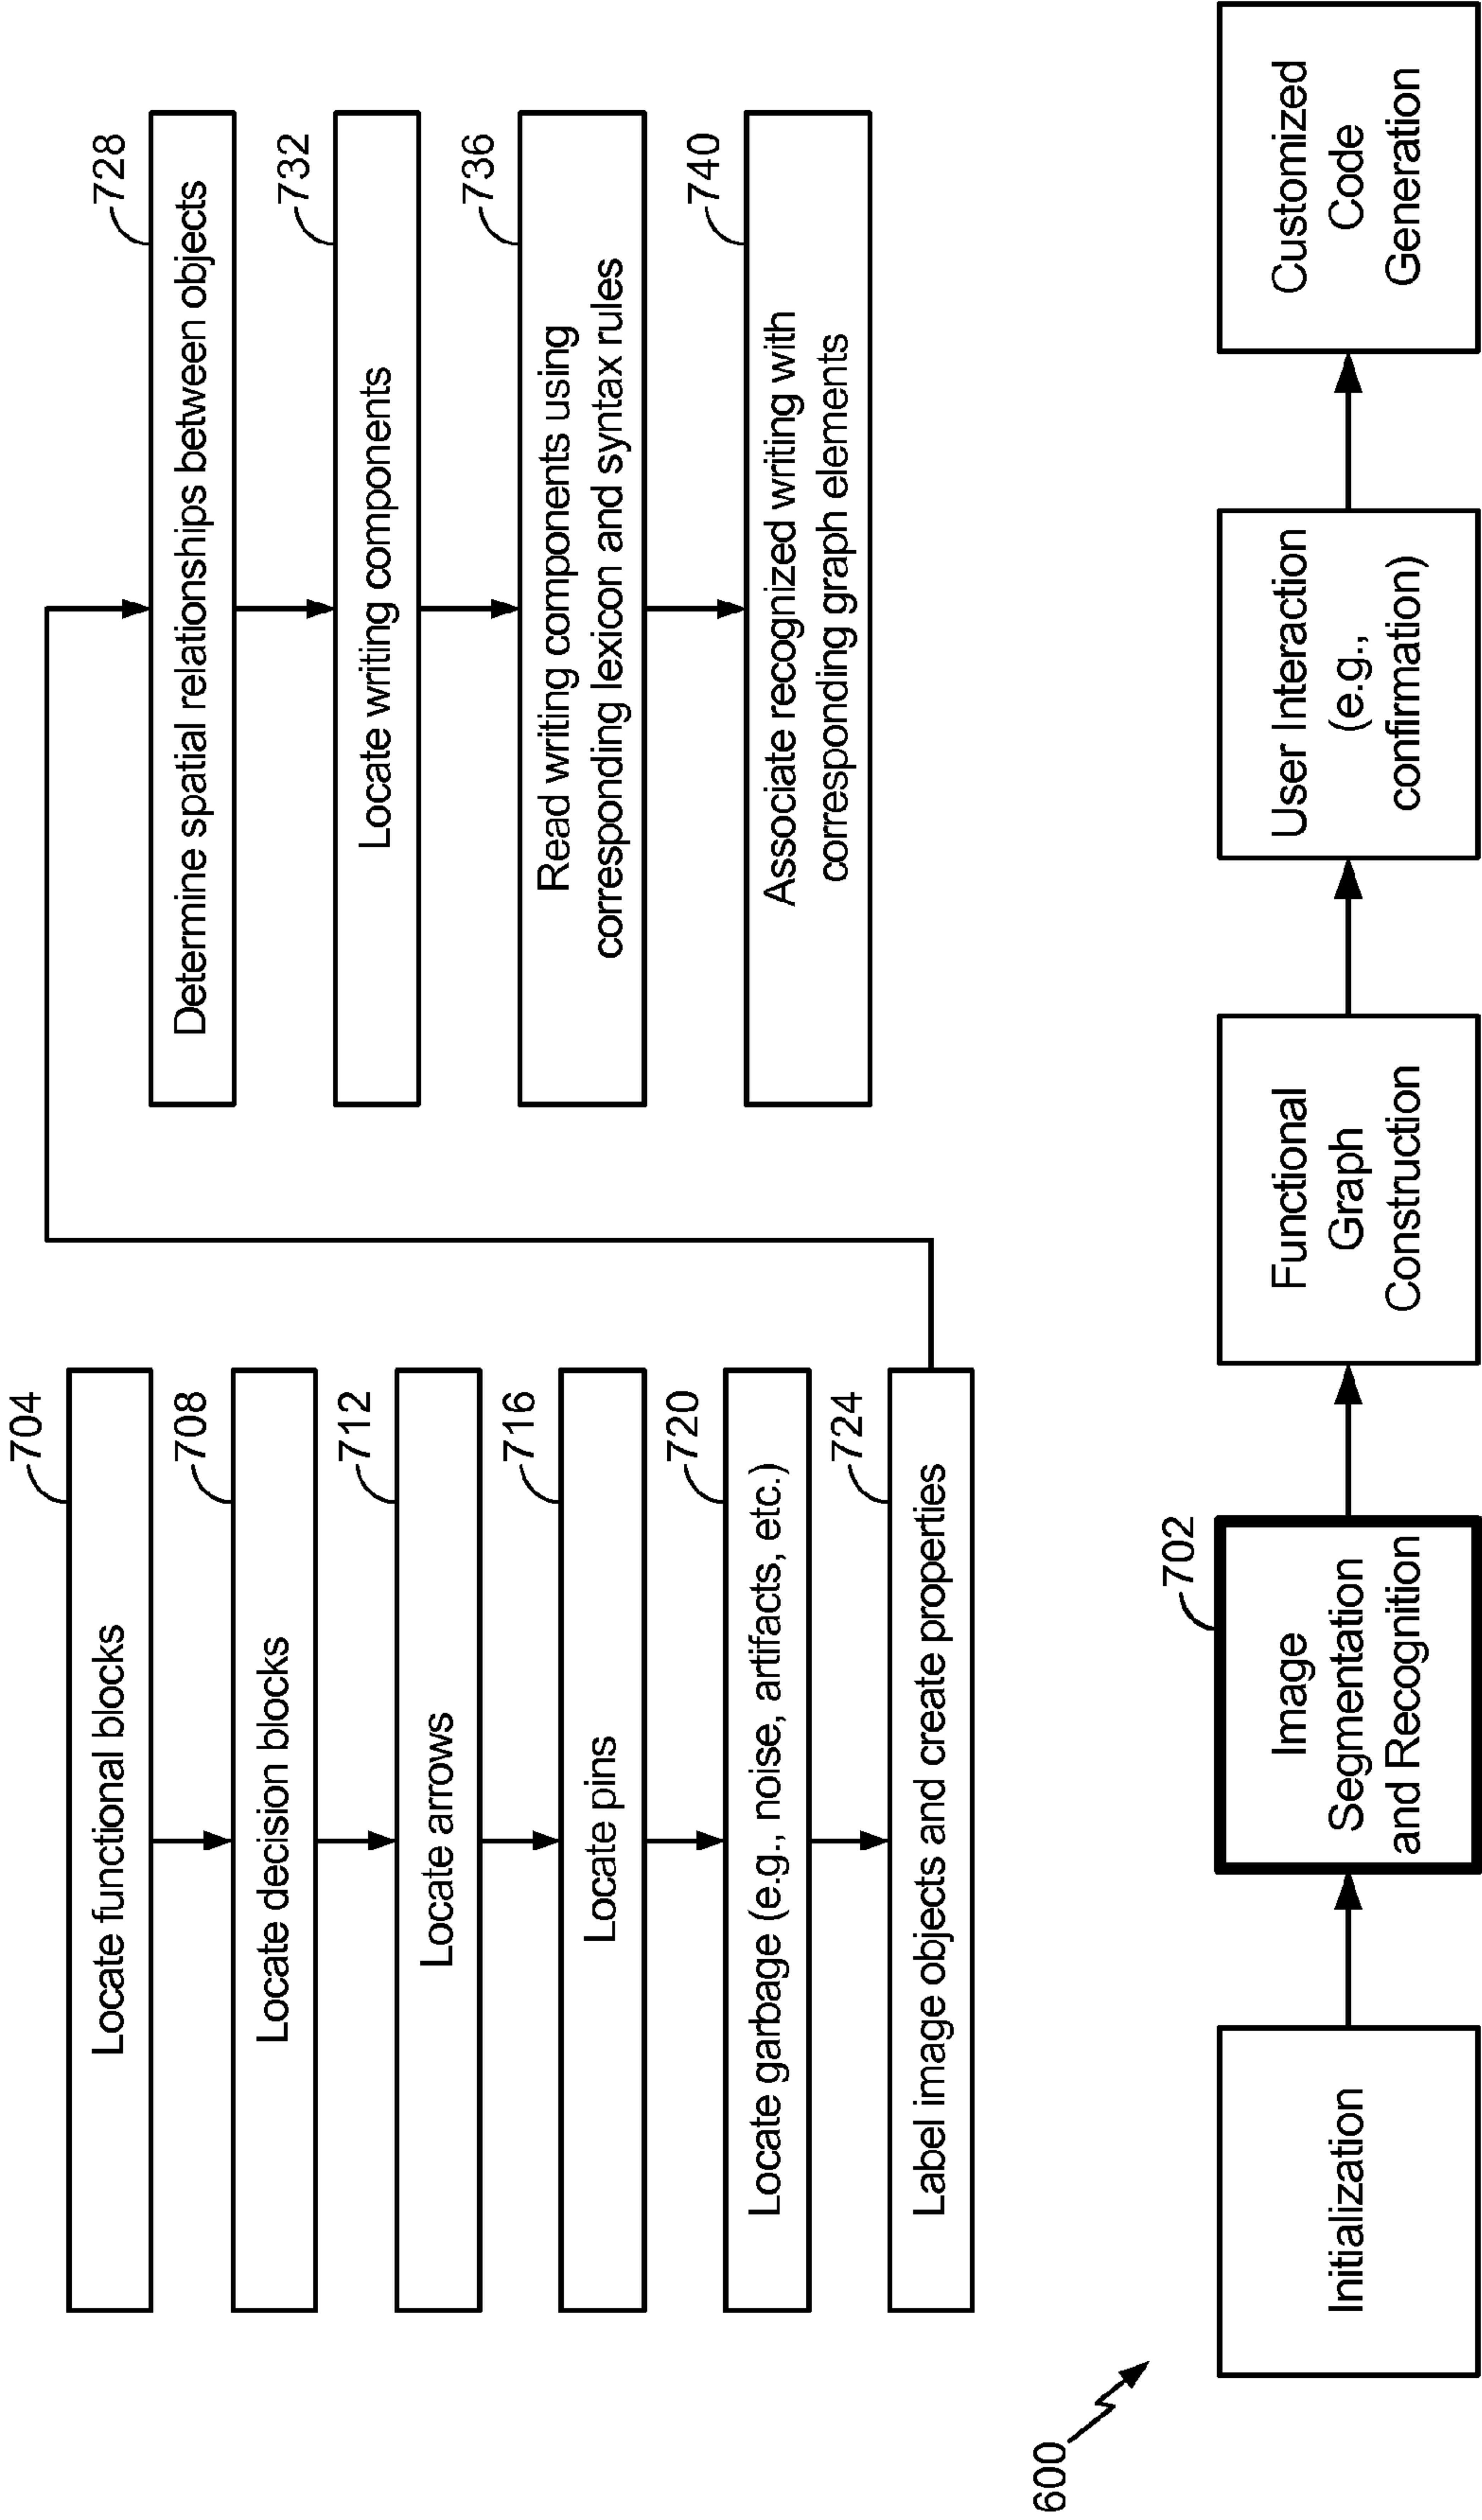 704
Locate functional blocks
708
Locate decision blocks
712
Locate arrows
716
Locate pins
720
Locate garbage (e.g., noise, artifacts, etc.)
724
Label image objects and create properties
728
Determine spatial relationships between objects
732
Locate writing components
736
Read writing components using
corresponding lexicon and syntax rules
740
Associate recognized writing with
corresponding graph elements
600
Initialization
702
Image
Segmentation
and Recognition
Functional
Graph
Construction
User Interaction
(e.g.,
confirmation)
Customized
Code
Generation